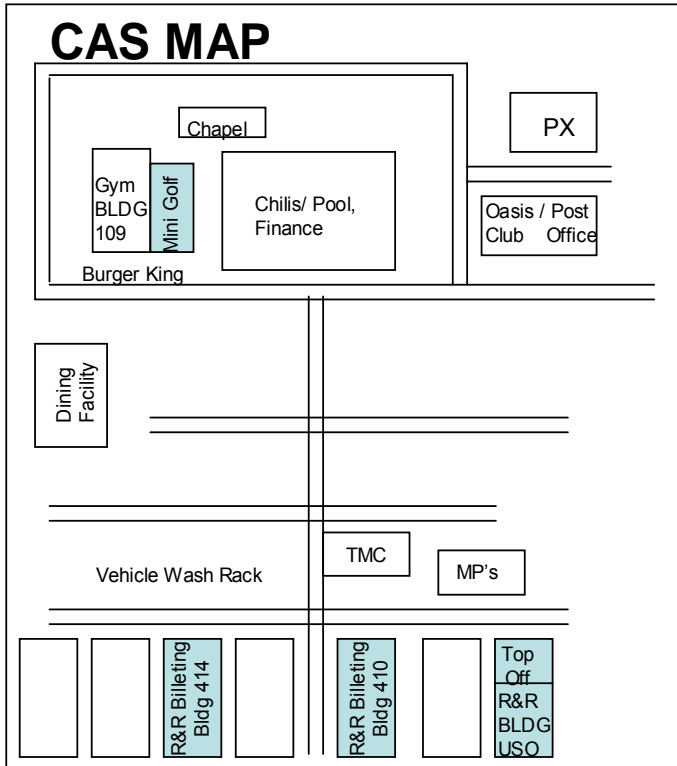 CAS MAP
Chapel
PX
Gym
BLDG
109
Mini Golf
Chilis/ Pool,
Finance
Oasis / Post
Club Office
Burger King
Dining
Facility
TMC
Vehicle Wash Rack
MP's
R&R Billeting
Bldg 414
R&R Billeting
Bldg 410
Top
Off
R&R
BLDG
USO